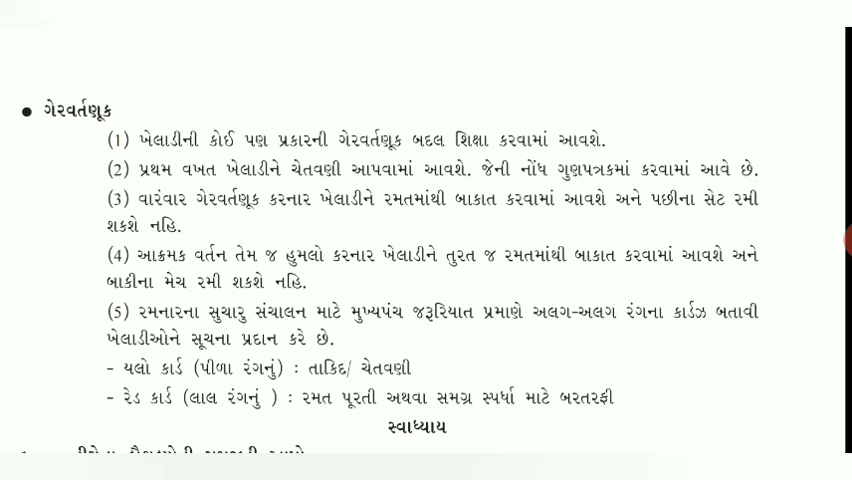 ● ગેરવર્તણૂક
(1) ખેલાડીની કોઈ પણ પ્રકારની ગેરવર્તણૂક બદલ શિક્ષા કરવામાં આવશે.
(2) પ્રથમ વખત ખેલાડીને ચેતવણી આપવામાં આવશે. જેની નોંધ ગુણપત્રકમાં કરવામાં આવે છે.
(3) વારંવાર ગેરવર્તણૂક કરનાર ખેલાડીને રમતમાંથી બાકાત કરવામાં આવશે અને પછીના સેટ રમી
શકશે નહિ.
(4) આક્રમક વર્તન તેમ જ હુમલો કરનાર ખેલાડીને તુરત જ રમતમાંથી બાકાત કરવામાં આવશે અને
બાકીના મેચ રમી શકશે નહિ.
(5) રમનારના સુચારુ સંચાલન માટે મુખ્યપંચ જરૂરિયાત પ્રમાણે અલગ-અલગ રંગના કાર્ડઝ બતાવી
ખેલાડીઓને સૂચના પ્રદાન કરે છે.
- યલો કાર્ડ (પીળા રંગનું) : તાકિદ/ ચેતવણી
- રેડ કાર્ડ (લાલ રંગનું ) : રમત પૂરતી અથવા સમગ્ર સ્પર્ધા માટે બરતરફી
સ્વાધ્યાય